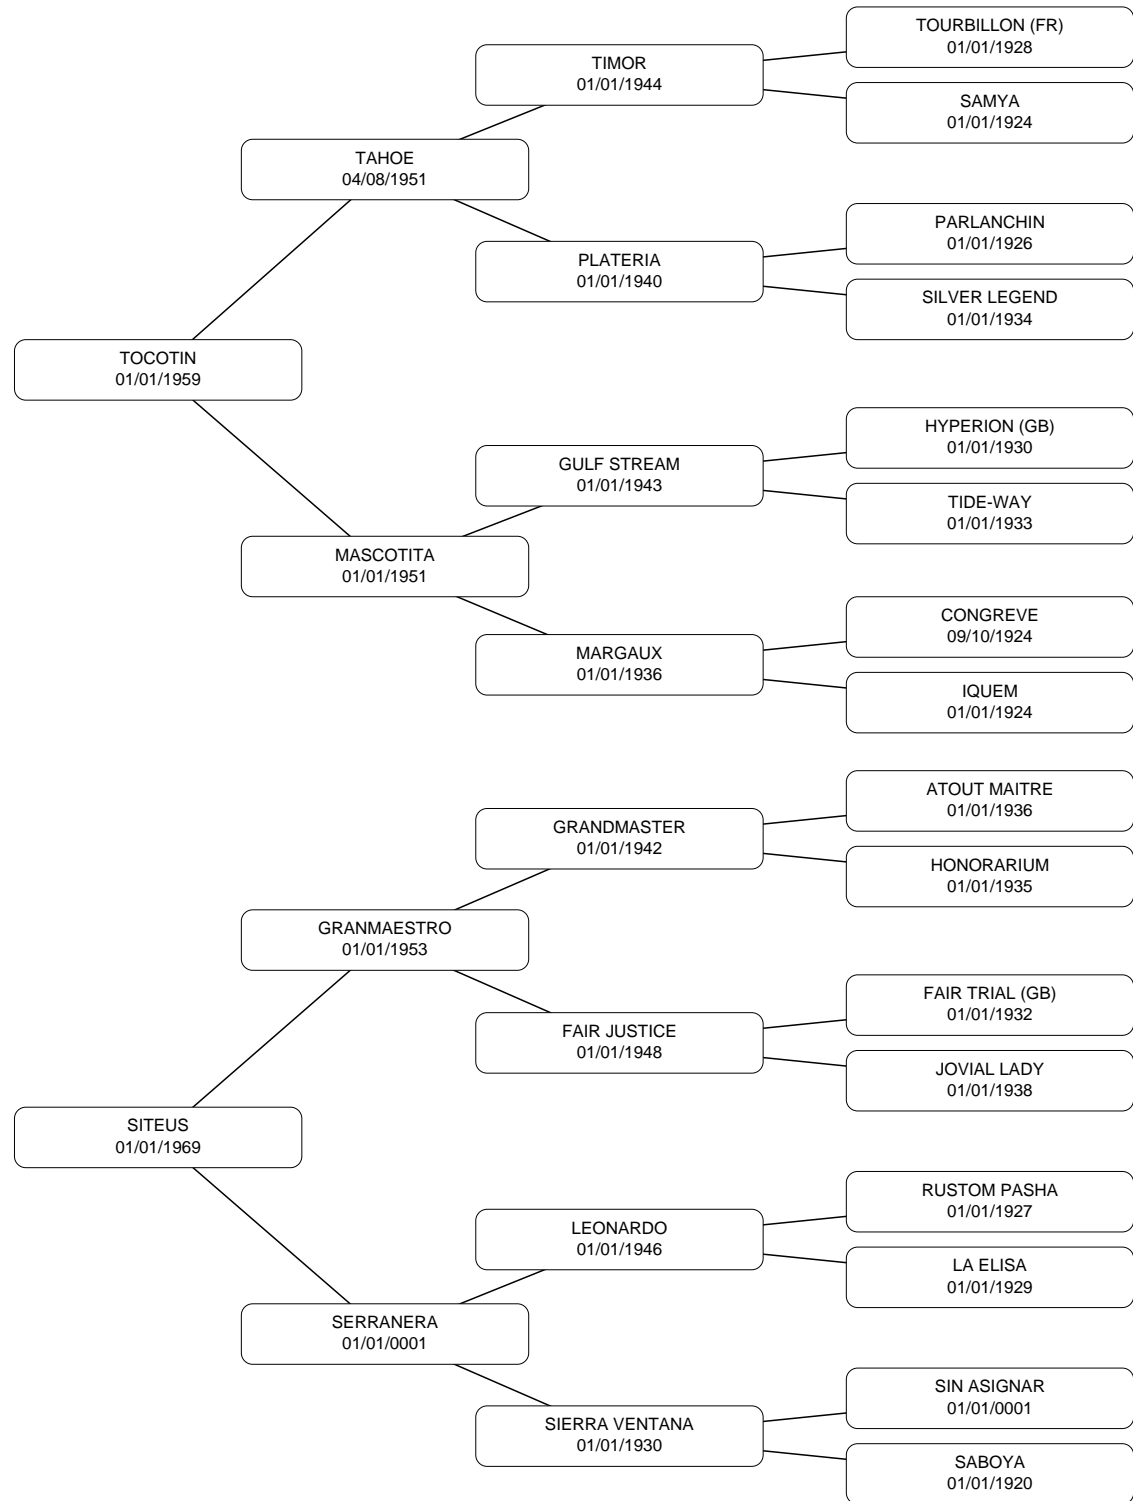 TOURBILLON (FR)
01/01/1928
TIMOR
01/01/1944
SAMYA
01/01/1924
TAHOE
04/08/1951
PARLANCHIN
01/01/1926
PLATERIA
01/01/1940
SILVER LEGEND
01/01/1934
TOCOTIN
01/01/1959
HYPERION (GB)
01/01/1930
GULF STREAM
01/01/1943
TIDE-WAY
01/01/1933
MASCOTITA
01/01/1951
CONGREVE
09/10/1924
MARGAUX
01/01/1936
IQUEM
01/01/1924
ATOUT MAITRE
01/01/1936
GRANDMASTER
01/01/1942
HONORARIUM
01/01/1935
GRANMAESTRO
01/01/1953
FAIR TRIAL (GB)
01/01/1932
FAIR JUSTICE
01/01/1948
JOVIAL LADY
01/01/1938
SITEUS
01/01/1969
RUSTOM PASHA
01/01/1927
LEONARDO
01/01/1946
LA ELISA
01/01/1929
SERRANERA
01/01/0001
SIN ASIGNAR
01/01/0001
SIERRA VENTANA
01/01/1930
SABOYA
01/01/1920